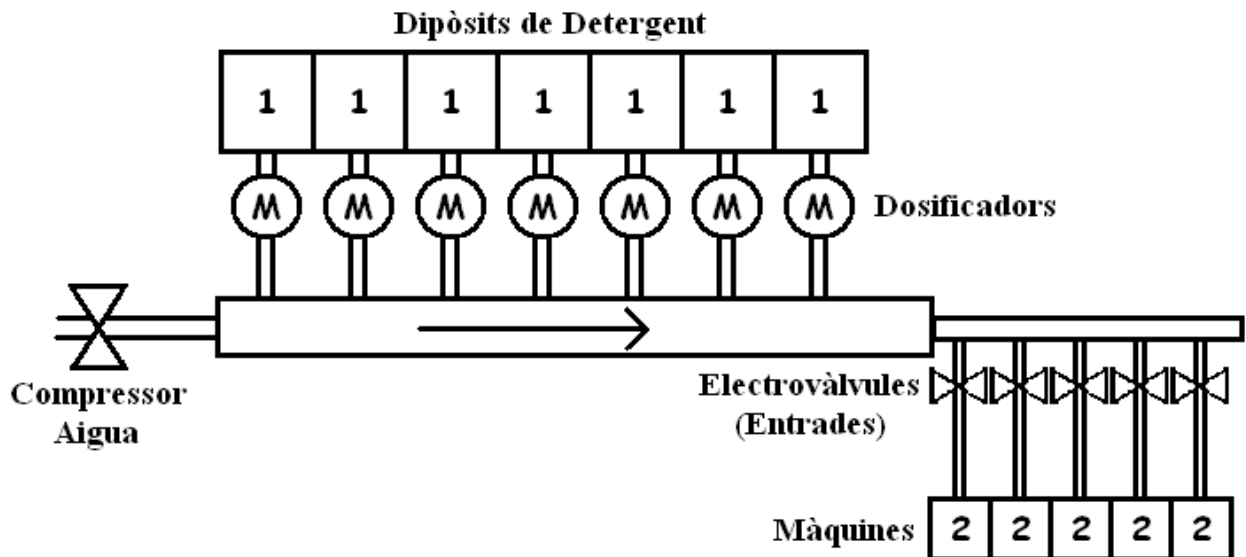 Dipòsits de Detergent
1 1 1 1 1 1 1
M M M M M M M
Dosificadors
Compressor
Aigua
Electrovàlvules
(Entrades)
Màquines
2 2 2 2 2